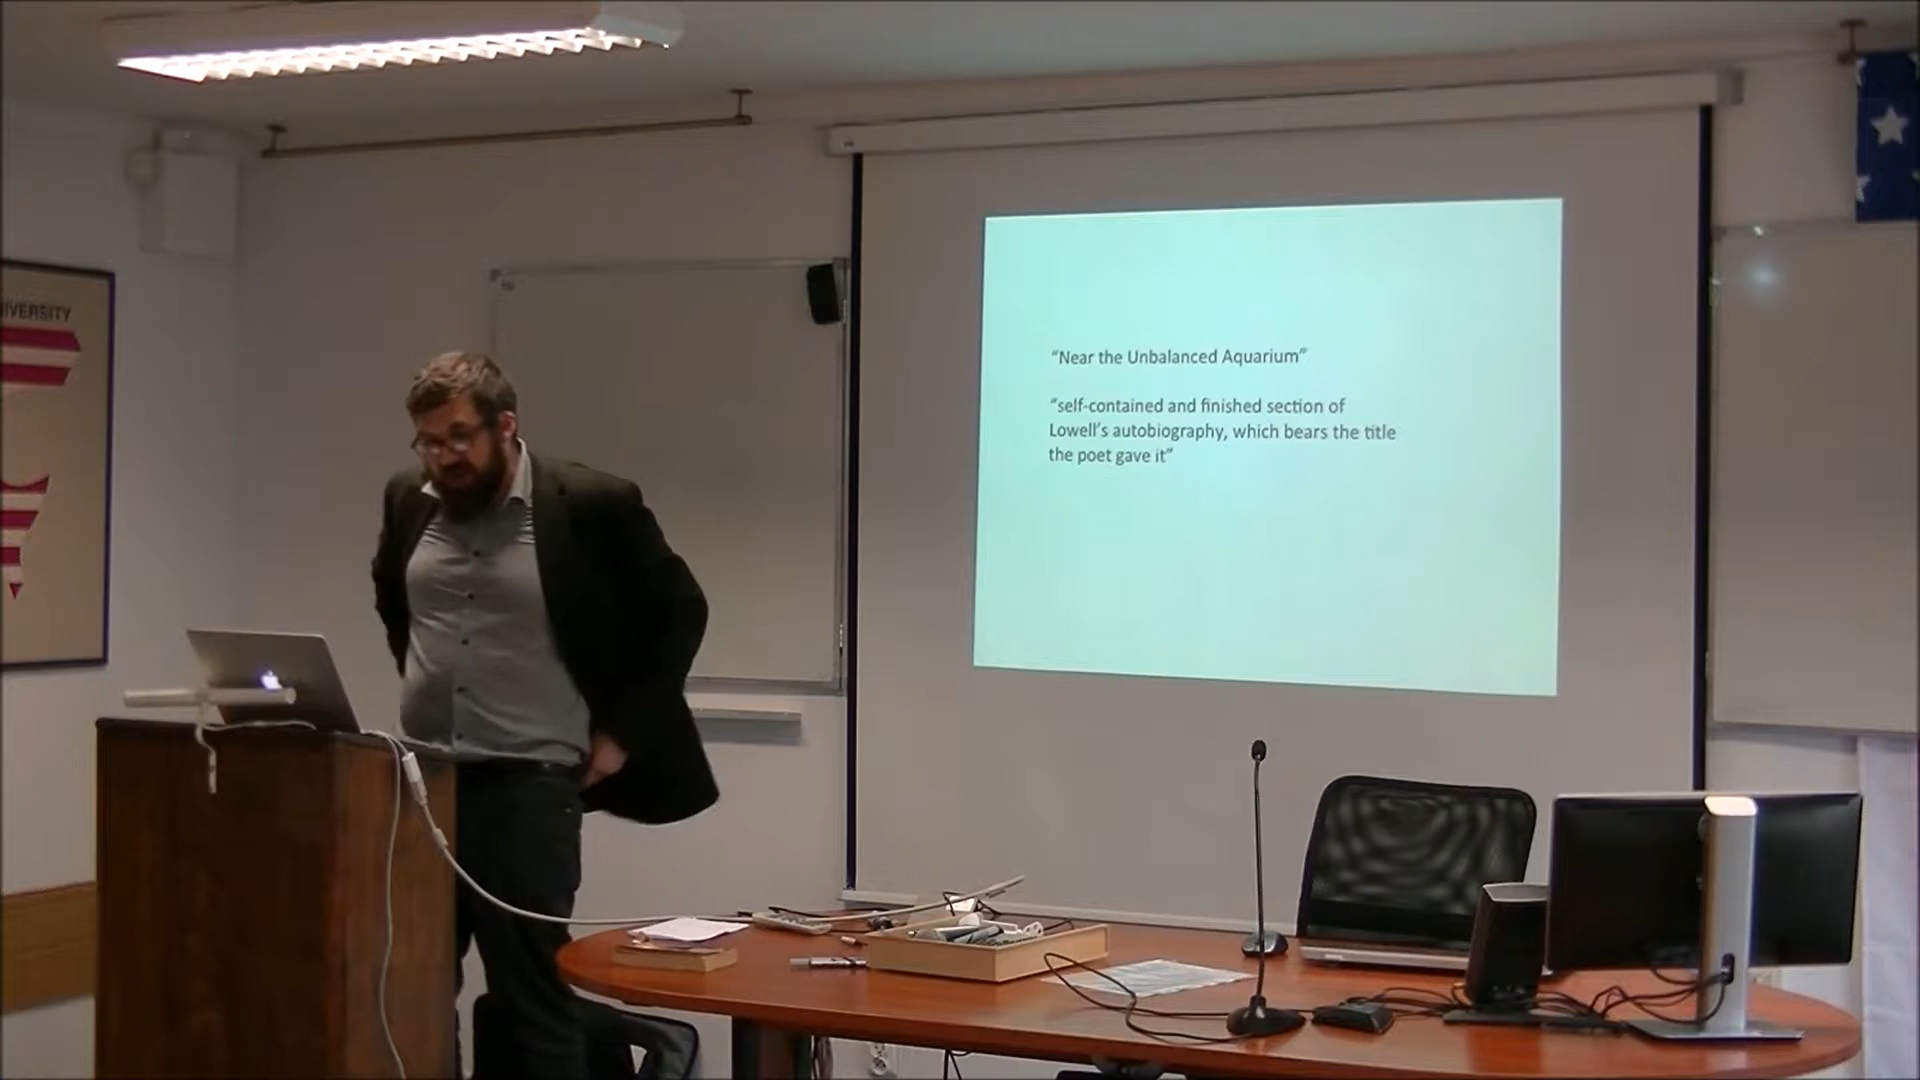 IVERSITY
“Near the Unbalanced Aquarium”
“self-contained and finished section of
Lowell’s autobiography, which bears the title
the poet gave it”